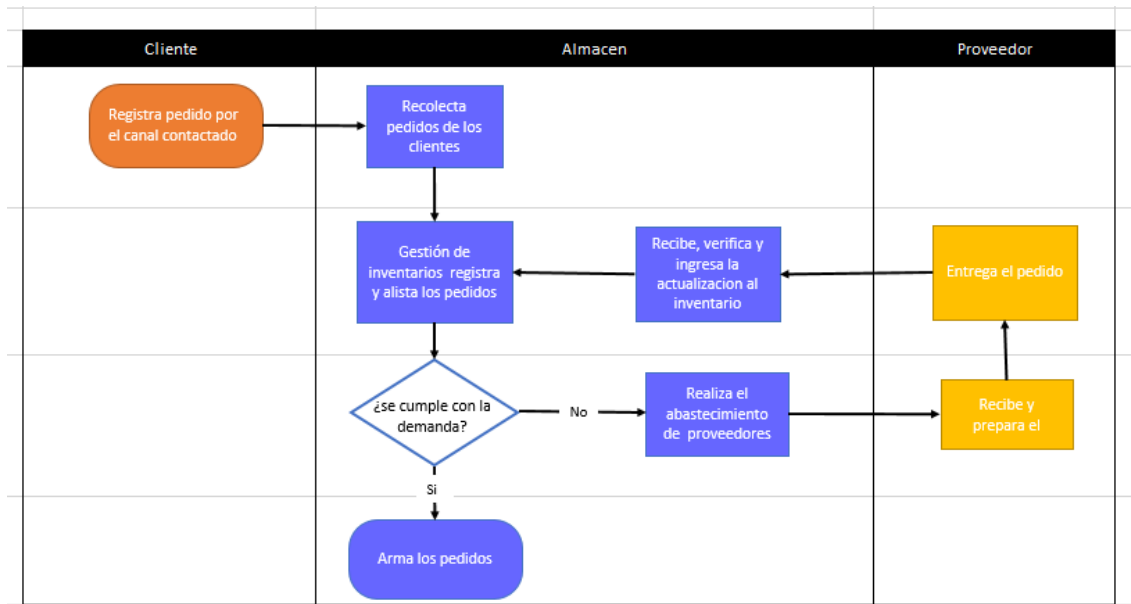 Cliente
Almacen
Proveedor
Registra pedido por
el canal contactado
Recolecta
pedidos de los
clientes
Gestión de
inventarios registra
y alista los pedidos
Recibe, verifica y
ingresa la
actualizacion al
inventario
Entrega el pedido
¿se cumple con la
demanda?
No
Realiza el
abastecimiento
de proveedores
Recibe y
prepara el
Si
Arma los pedidos